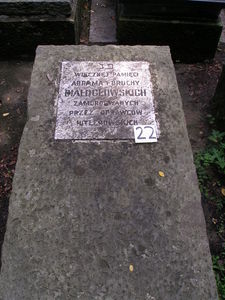 WIECZNEJ PAMIĘCI
ABRAMA I BRUCHY
BIAŁOGŁOWSKICH
ZAMORDOWANYCH
PRZEZ OPRAWCÓW
HITLEROWSKICH
22